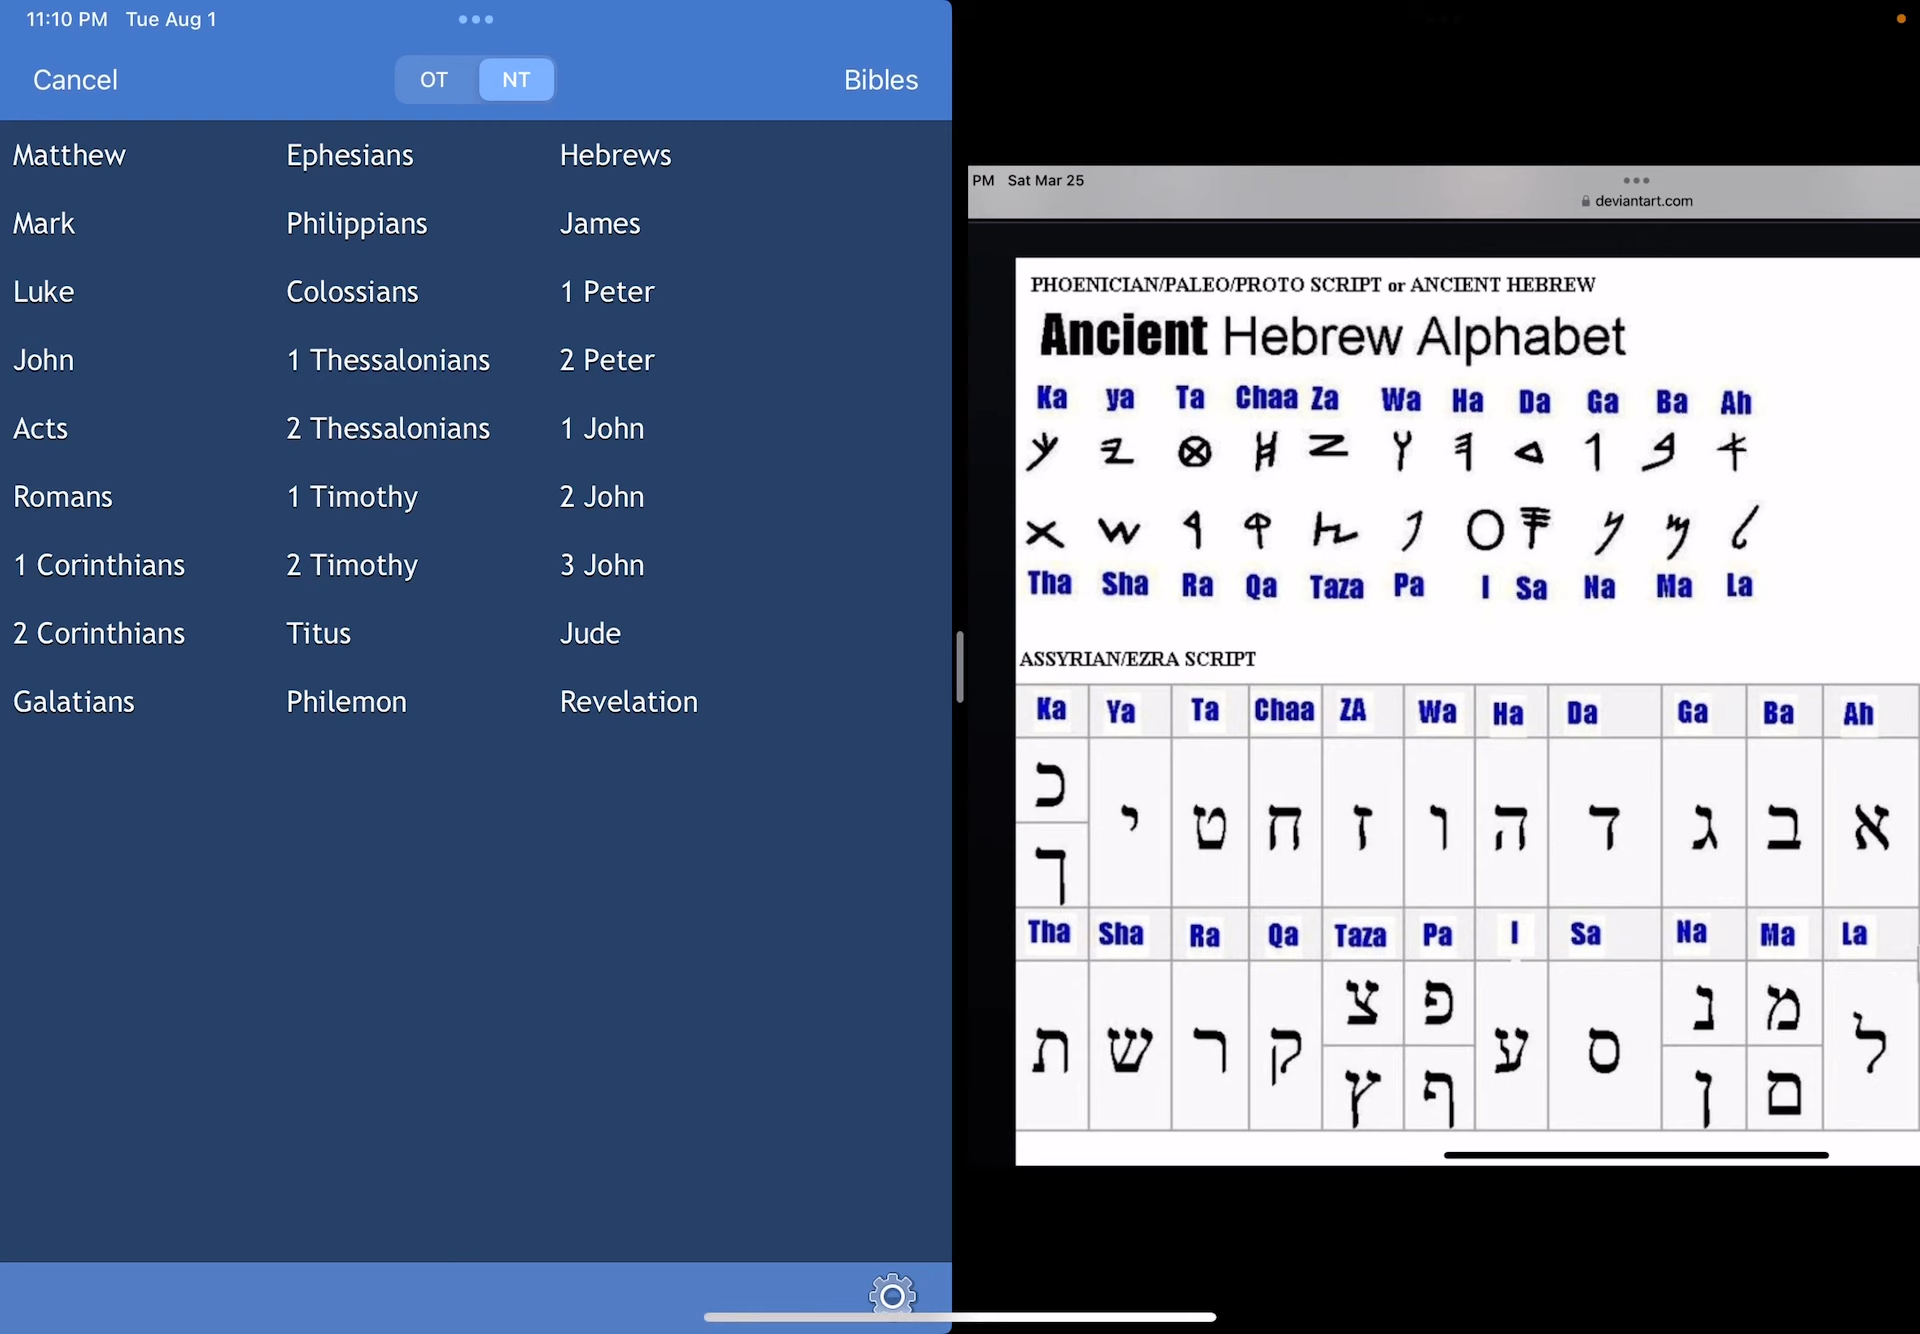 11:10 PM Tue Aug 1
Cancel OT NT Bibles
Matthew Ephesians Hebrews
Mark Philippians James
Luke Colossians 1 Peter
John 1 Thessalonians 2 Peter
Acts 2 Thessalonians 1 John
Romans 1 Timothy 2 John
1 Corinthians 2 Timothy 3 John
2 Corinthians Titus Jude
Galatians Philemon Revelation
PM Sat Mar 25
deviantart.com
PHOENICIAN/PALEO/PROTO SCRIPT or ANCIENT HEBREW
Ancient Hebrew Alphabet
Ka ya Ta Chaa Za Wa Ha Da Ga Ba Ah
𐤊 𐤉 𐤈 𐤇 𐤆 𐤅 𐤄 𐤃 𐤂 𐤁 𐤀
𐤕 𐤔 𐤓 𐤒 𐤑 𐤐 𐤏 𐤎 𐤍 𐤌 𐤋
Tha Sha Ra Qa Taza Pa I Sa Na Ma La
ASSYRIAN/EZRA SCRIPT
Ka Ya Ta Chaa ZA Wa Ha Da Ga Ba Ah
כ י ט ח ז ו ה ד ג ב א
ך
Tha Sha Ra Qa Taza Pa I Sa Na Ma La
ת ש ר ק צ פ ע ס נ מ ל
ץ ף ן ם